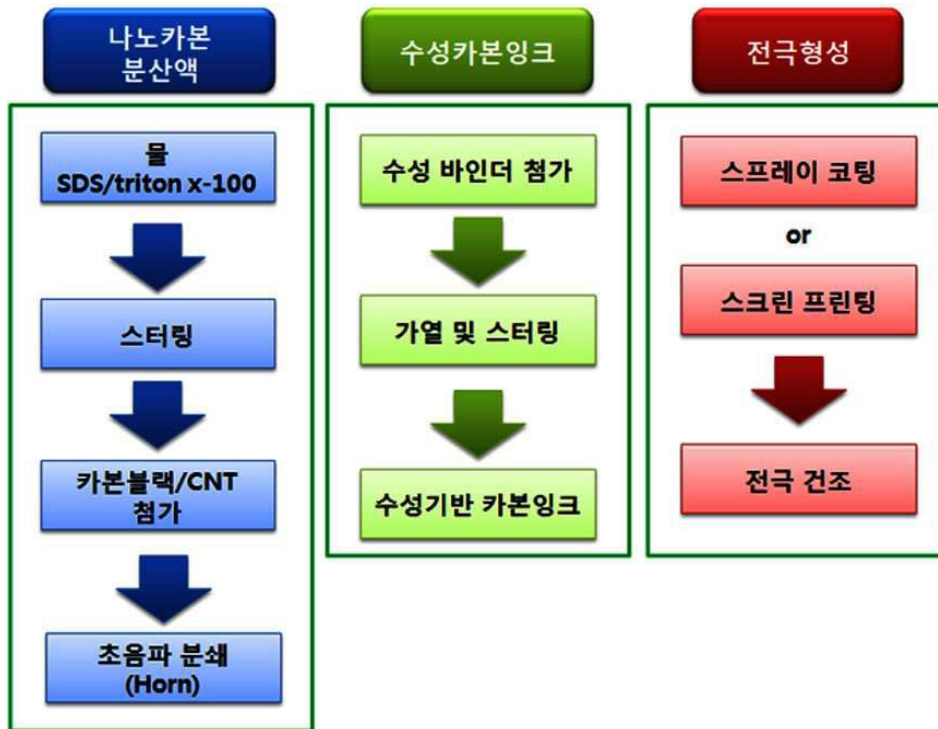 나노카본
분산액
물
SDS/triton x-100
스터링
카본블랙/CNT
첨가
초음파 분쇄
(Horn)
수성카본잉크
수성 바인더 첨가
가열 및 스터링
수성기반 카본잉크
전극형성
스프레이 코팅
or
스크린 프린팅
전극 건조